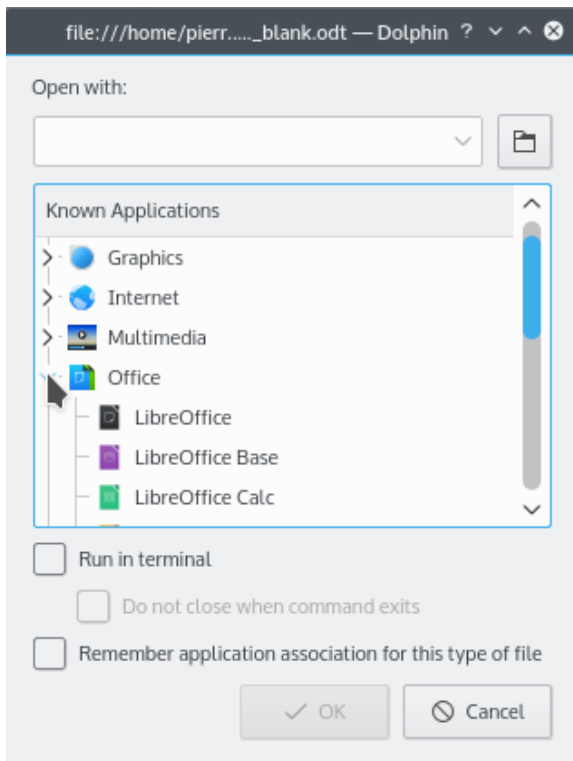 file:///home/pierr....._blank.odt — Dolphin ?
Open with:
Known Applications
Graphics
Internet
Multimedia
Office
LibreOffice
LibreOffice Base
LibreOffice Calc
Run in terminal
Do not close when command exits
Remember application association for this type of file
OK
Cancel